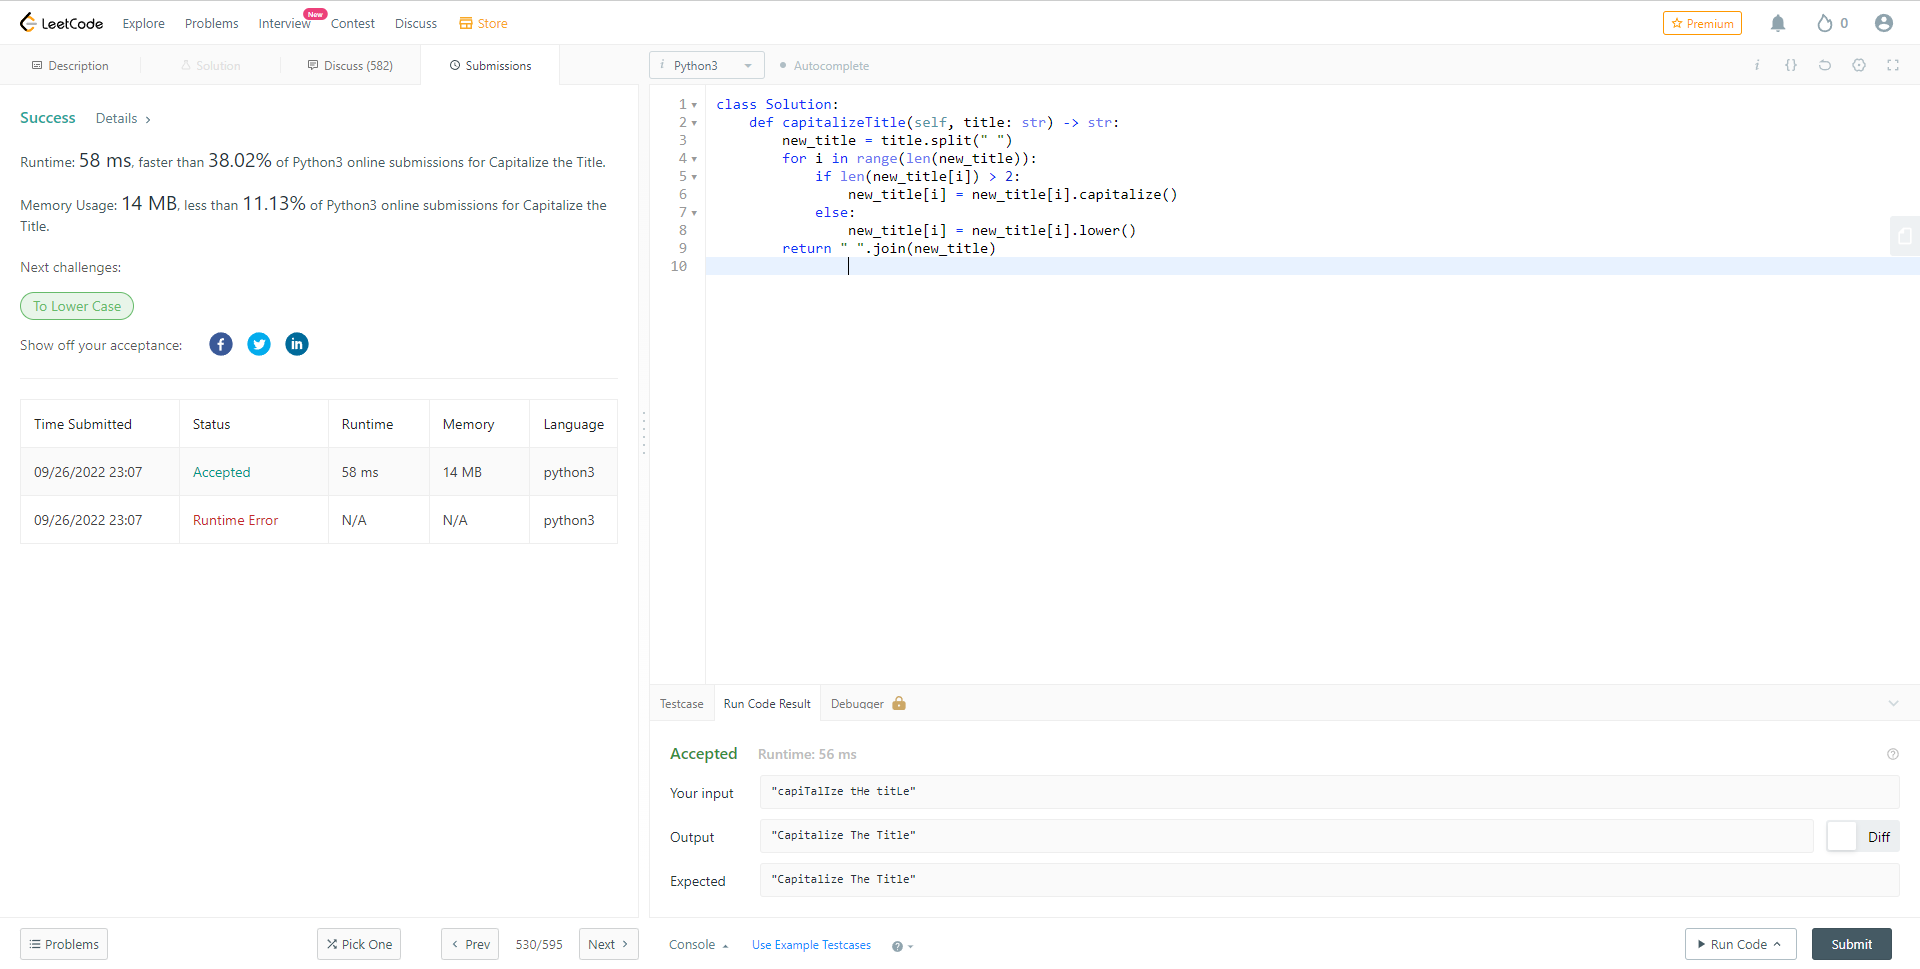 LeetCode Explore Problems Interview New Contest Discuss Store Premium 0
Description Solution Discuss (582) Submissions
i Python3 Autocomplete i {}
Success Details >
Runtime: 58 ms, faster than 38.02% of Python3 online submissions for Capitalize the Title.
Memory Usage: 14 MB, less than 11.13% of Python3 online submissions for Capitalize the
Title.
Next challenges:
To Lower Case
Show off your acceptance:
Time Submitted Status Runtime Memory Language
09/26/2022 23:07 Accepted 58 ms 14 MB python3
09/26/2022 23:07 Runtime Error N/A N/A python3
1 class Solution:
2     def capitalizeTitle(self, title: str) -> str:
3         new_title = title.split(" ")
4         for i in range(len(new_title)):
5             if len(new_title[i]) > 2:
6                 new_title[i] = new_title[i].capitalize()
7             else:
8                 new_title[i] = new_title[i].lower()
9         return " ".join(new_title)
10
Testcase Run Code Result Debugger
Accepted Runtime: 56 ms
Your input "capiTalIze tHe titLe"
Output "Capitalize The Title" Diff
Expected "Capitalize The Title"
Problems Pick One < Prev 530/595 Next >
Console Use Example Testcases ? Run Code Submit